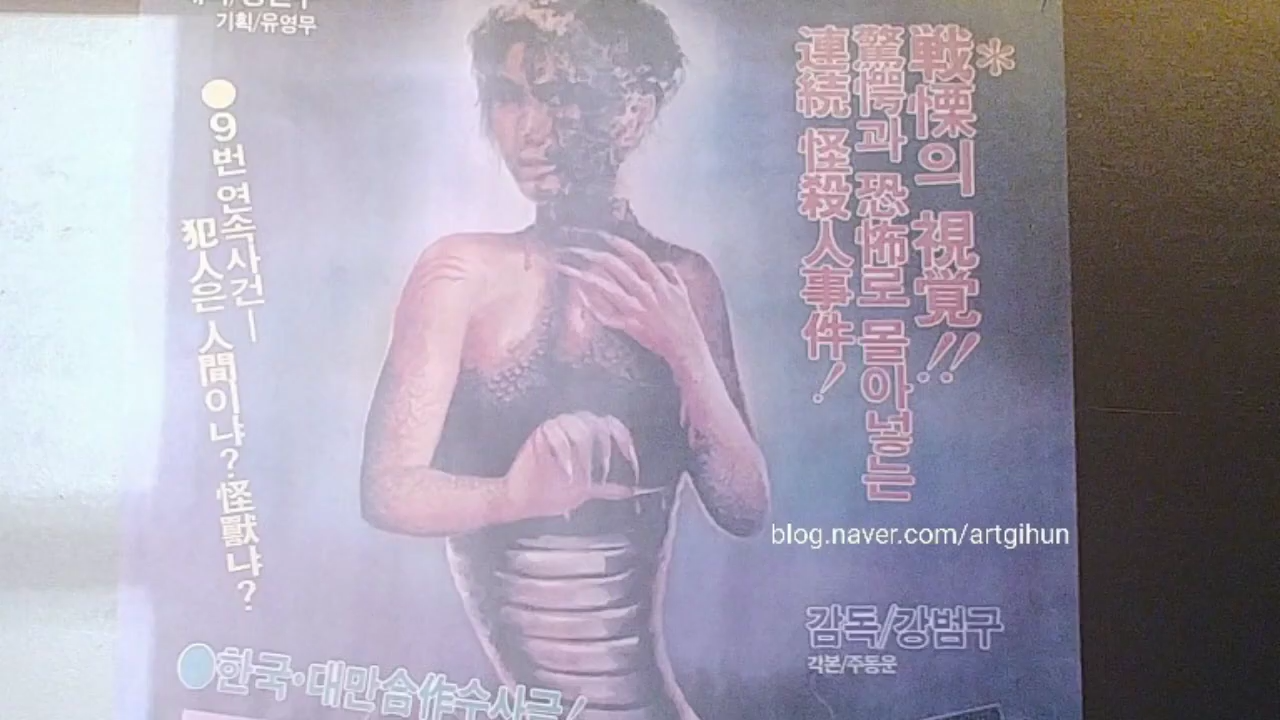 기획/유영무
*戦慄의 視覚!!
驚愕과 恐怖로 몰아넣는
連続 怪殺人事件!
●9번 연속사건ㅡ
犯人은 人間이냐? 怪獸냐?
blog.naver.com/artgihun
감독/강범구
각본/주동운
●한국·대만合作수사극!